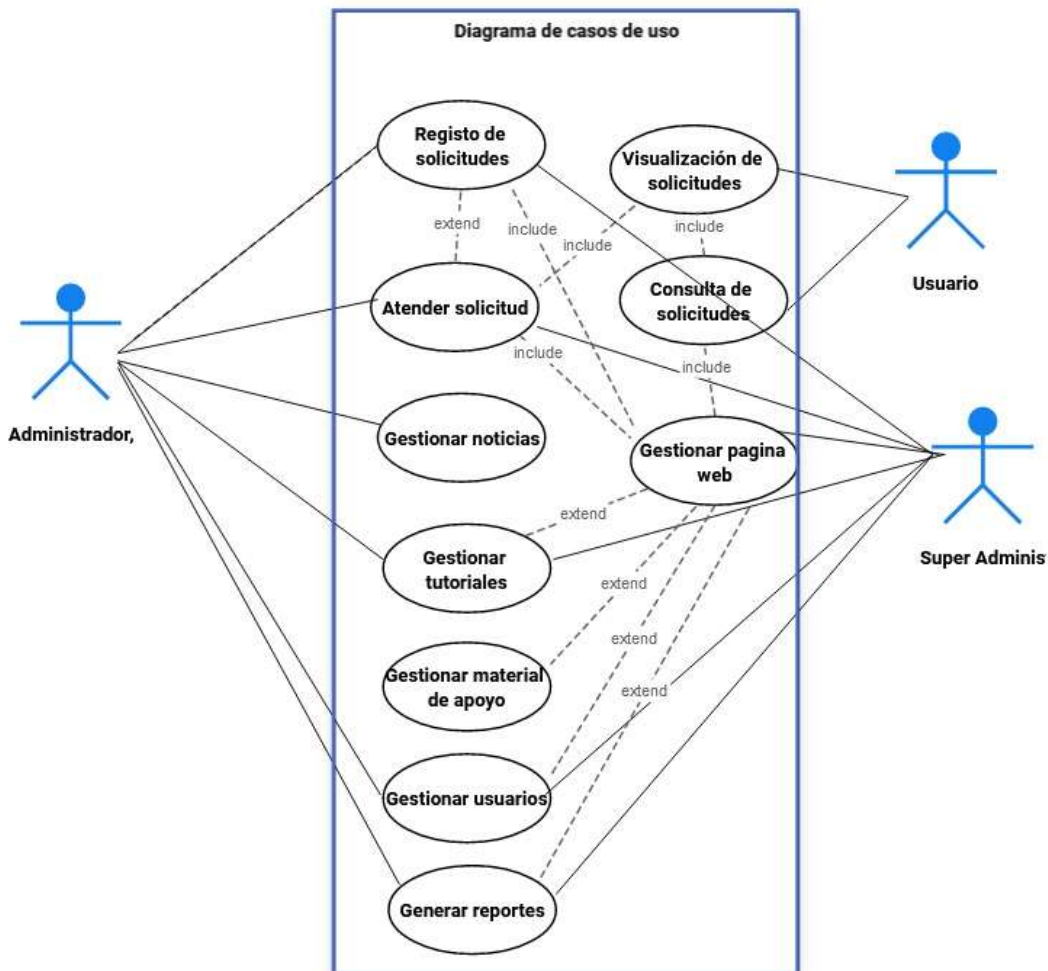 Diagrama de casos de uso
Registo de
solicitudes
Visualización de
solicitudes
extend
include
include
include
Usuario
Atender solicitud
Consulta de
solicitudes
include
include
Administrador,
Gestionar noticias
Gestionar pagina
web
extend
Gestionar
tutoriales
Super Adminis
extend
extend
Gestionar material
de apoyo
extend
Gestionar usuarios
Generar reportes